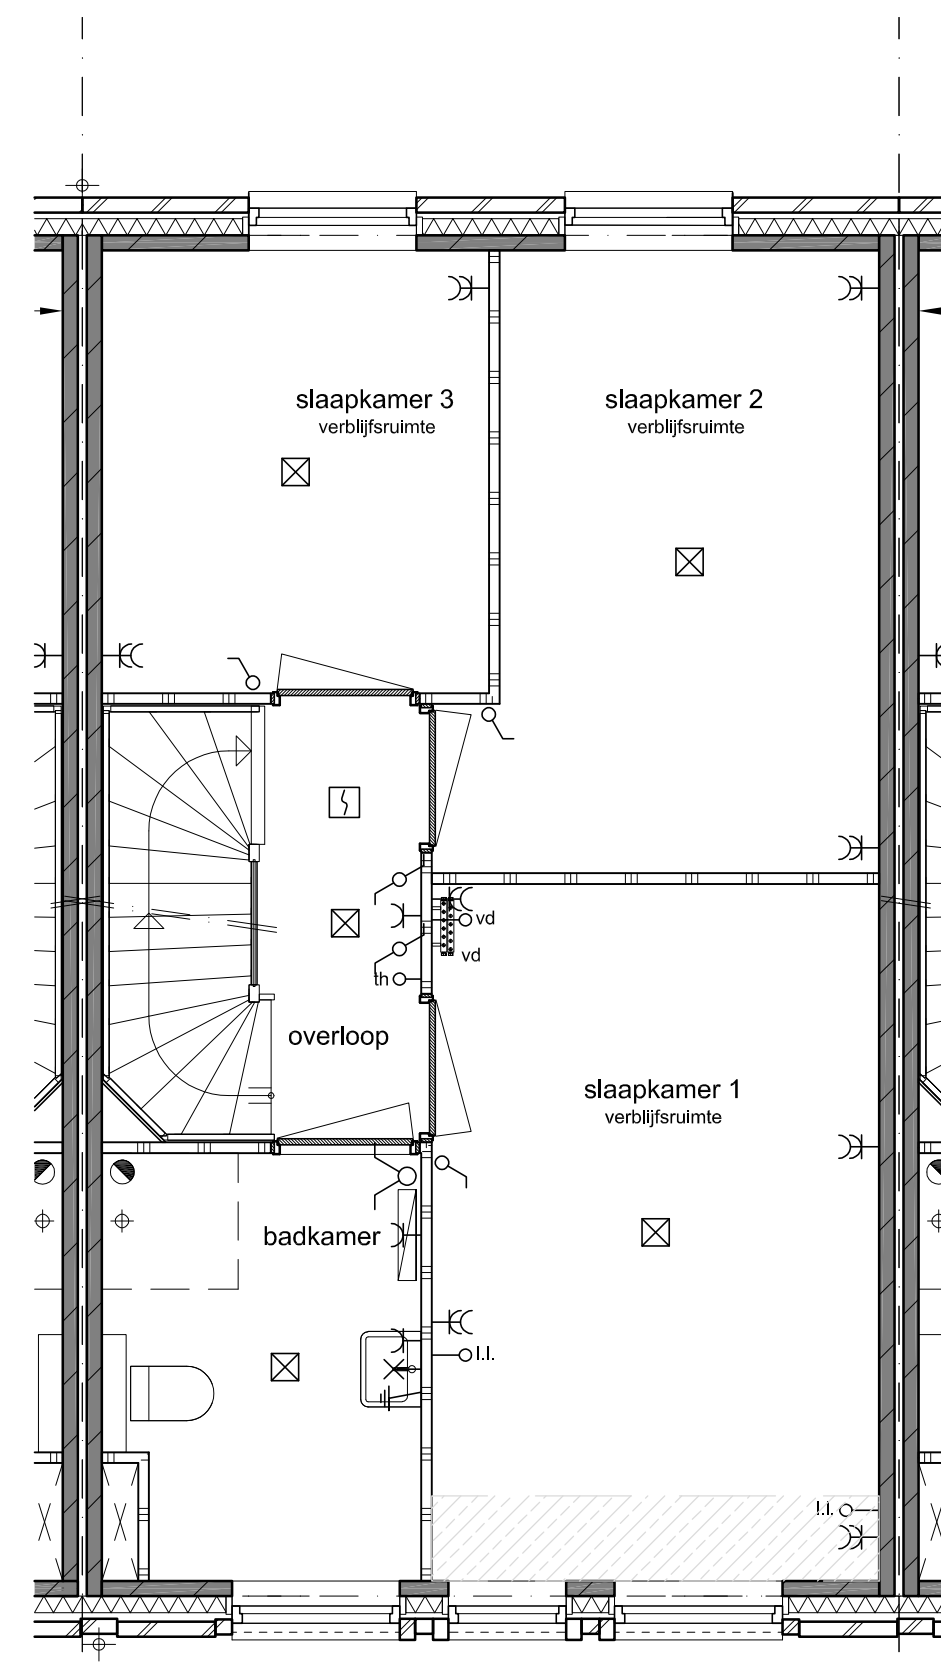 slaapkamer 3
verblijfsruimte
slaapkamer 2
verblijfsruimte
vd
vd
th
overloop
slaapkamer 1
verblijfsruimte
badkamer
l.l.
l.l.